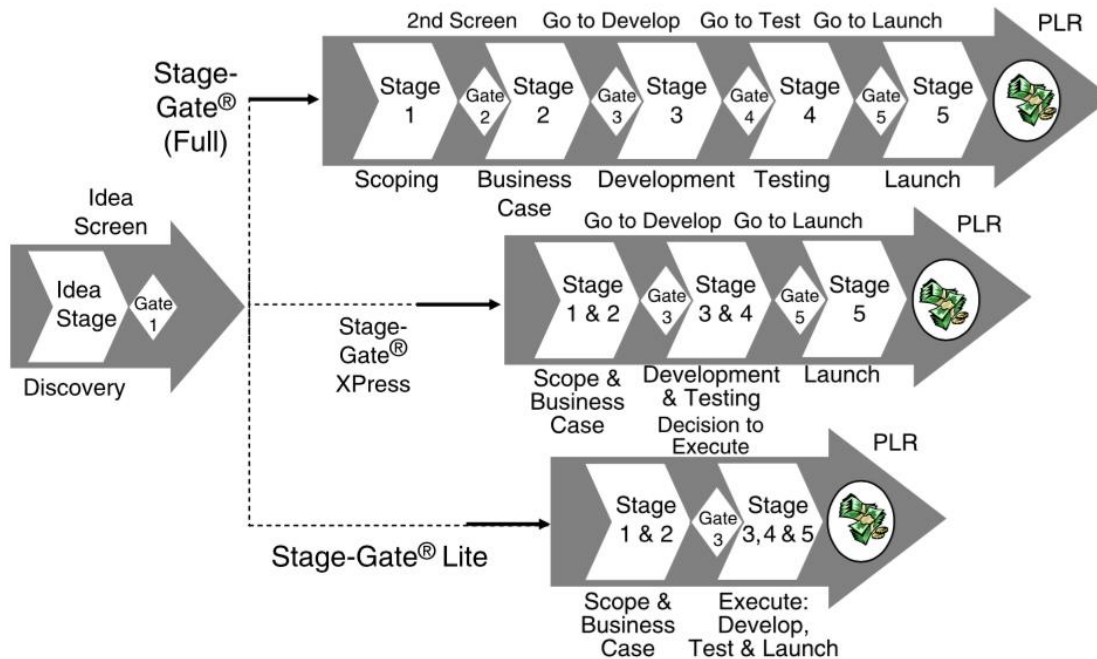 2nd Screen Go to Develop Go to Test Go to Launch PLR
Stage-
Gate®
(Full)
Stage
1
Gate
2
Stage
2
Gate
3
Stage
3
Gate
4
Stage
4
Gate
5
Stage
5
Scoping
Business
Case
Development
Testing
Launch
Idea
Screen
Idea
Stage
Gate
1
Discovery
Go to Develop Go to Launch PLR
Stage-
Gate®
XPress
Stage
1 & 2
Gate
3
Stage
3 & 4
Gate
5
Stage
5
Scope &
Business
Case
Development
& Testing
Launch
Decision to
Execute
PLR
Stage-Gate® Lite
Stage
1 & 2
Gate
3
Stage
3,4 & 5
Scope &
Business
Case
Execute:
Develop,
Test & Launch